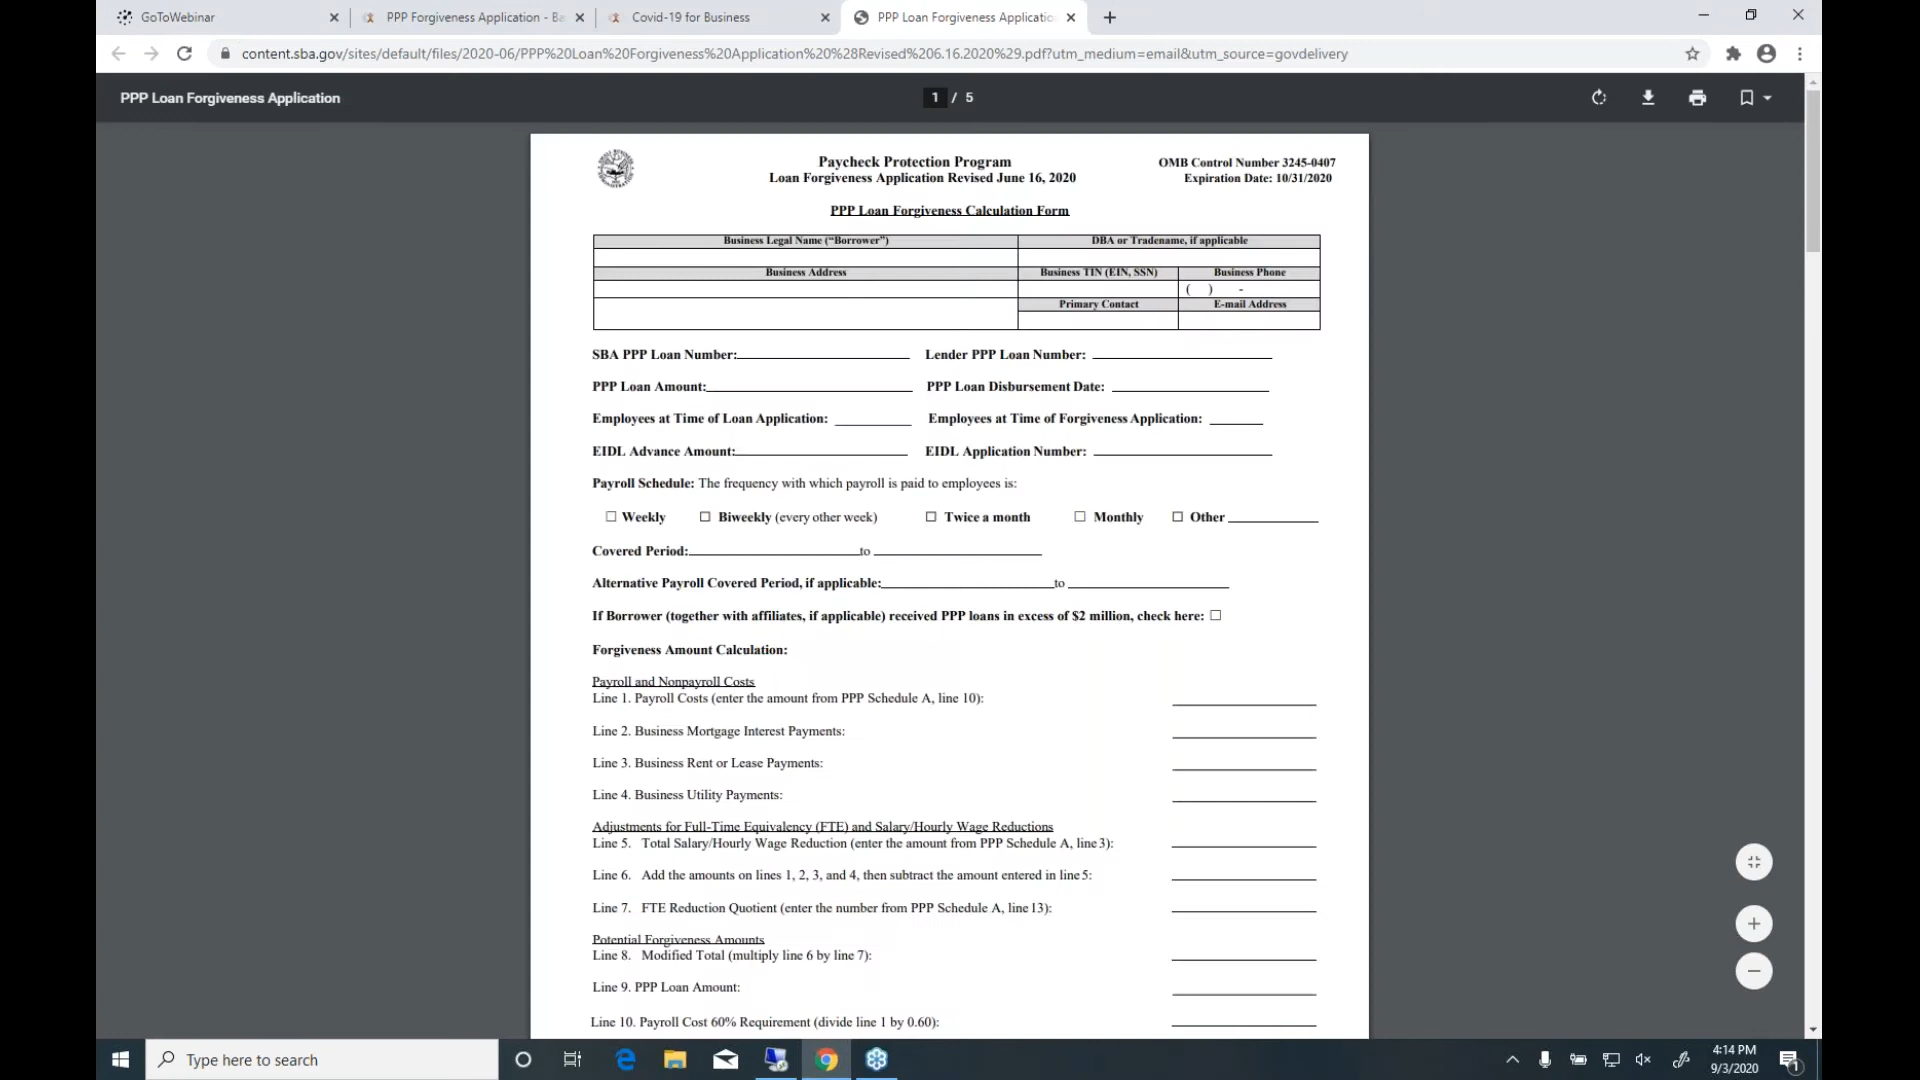 GoToWebinar
PPP Forgiveness Application - Ba
Covid-19 for Business
PPP Loan Forgiveness Applicatio
content.sba.gov/sites/default/files/2020-06/PPP%20Loan%20Forgiveness%20Application%20%28Revised%206.16.2020%29.pdf?utm_medium=email&utm_source=govdelivery
PPP Loan Forgiveness Application
1 / 5
Paycheck Protection Program
OMB Control Number 3245-0407
Loan Forgiveness Application Revised June 16, 2020
Expiration Date: 10/31/2020
PPP Loan Forgiveness Calculation Form
Business Legal Name (“Borrower”)
DBA or Tradename, if applicable
Business Address
Business TIN (EIN, SSN)
Business Phone
( ) -
Primary Contact
E-mail Address
SBA PPP Loan Number: Lender PPP Loan Number:
PPP Loan Amount: PPP Loan Disbursement Date:
Employees at Time of Loan Application: Employees at Time of Forgiveness Application:
EIDL Advance Amount: EIDL Application Number:
Payroll Schedule: The frequency with which payroll is paid to employees is:
☐ Weekly ☐ Biweekly (every other week) ☐ Twice a month ☐ Monthly ☐ Other
Covered Period: to
Alternative Payroll Covered Period, if applicable: to
If Borrower (together with affiliates, if applicable) received PPP loans in excess of $2 million, check here: ☐
Forgiveness Amount Calculation:
Payroll and Nonpayroll Costs
Line 1. Payroll Costs (enter the amount from PPP Schedule A, line 10):
Line 2. Business Mortgage Interest Payments:
Line 3. Business Rent or Lease Payments:
Line 4. Business Utility Payments:
Adjustments for Full-Time Equivalency (FTE) and Salary/Hourly Wage Reductions
Line 5. Total Salary/Hourly Wage Reduction (enter the amount from PPP Schedule A, line 3):
Line 6. Add the amounts on lines 1, 2, 3, and 4, then subtract the amount entered in line 5:
Line 7. FTE Reduction Quotient (enter the number from PPP Schedule A, line 13):
Potential Forgiveness Amounts
Line 8. Modified Total (multiply line 6 by line 7):
Line 9. PPP Loan Amount:
Line 10. Payroll Cost 60% Requirement (divide line 1 by 0.60):
Type here to search
4:14 PM
9/3/2020
1